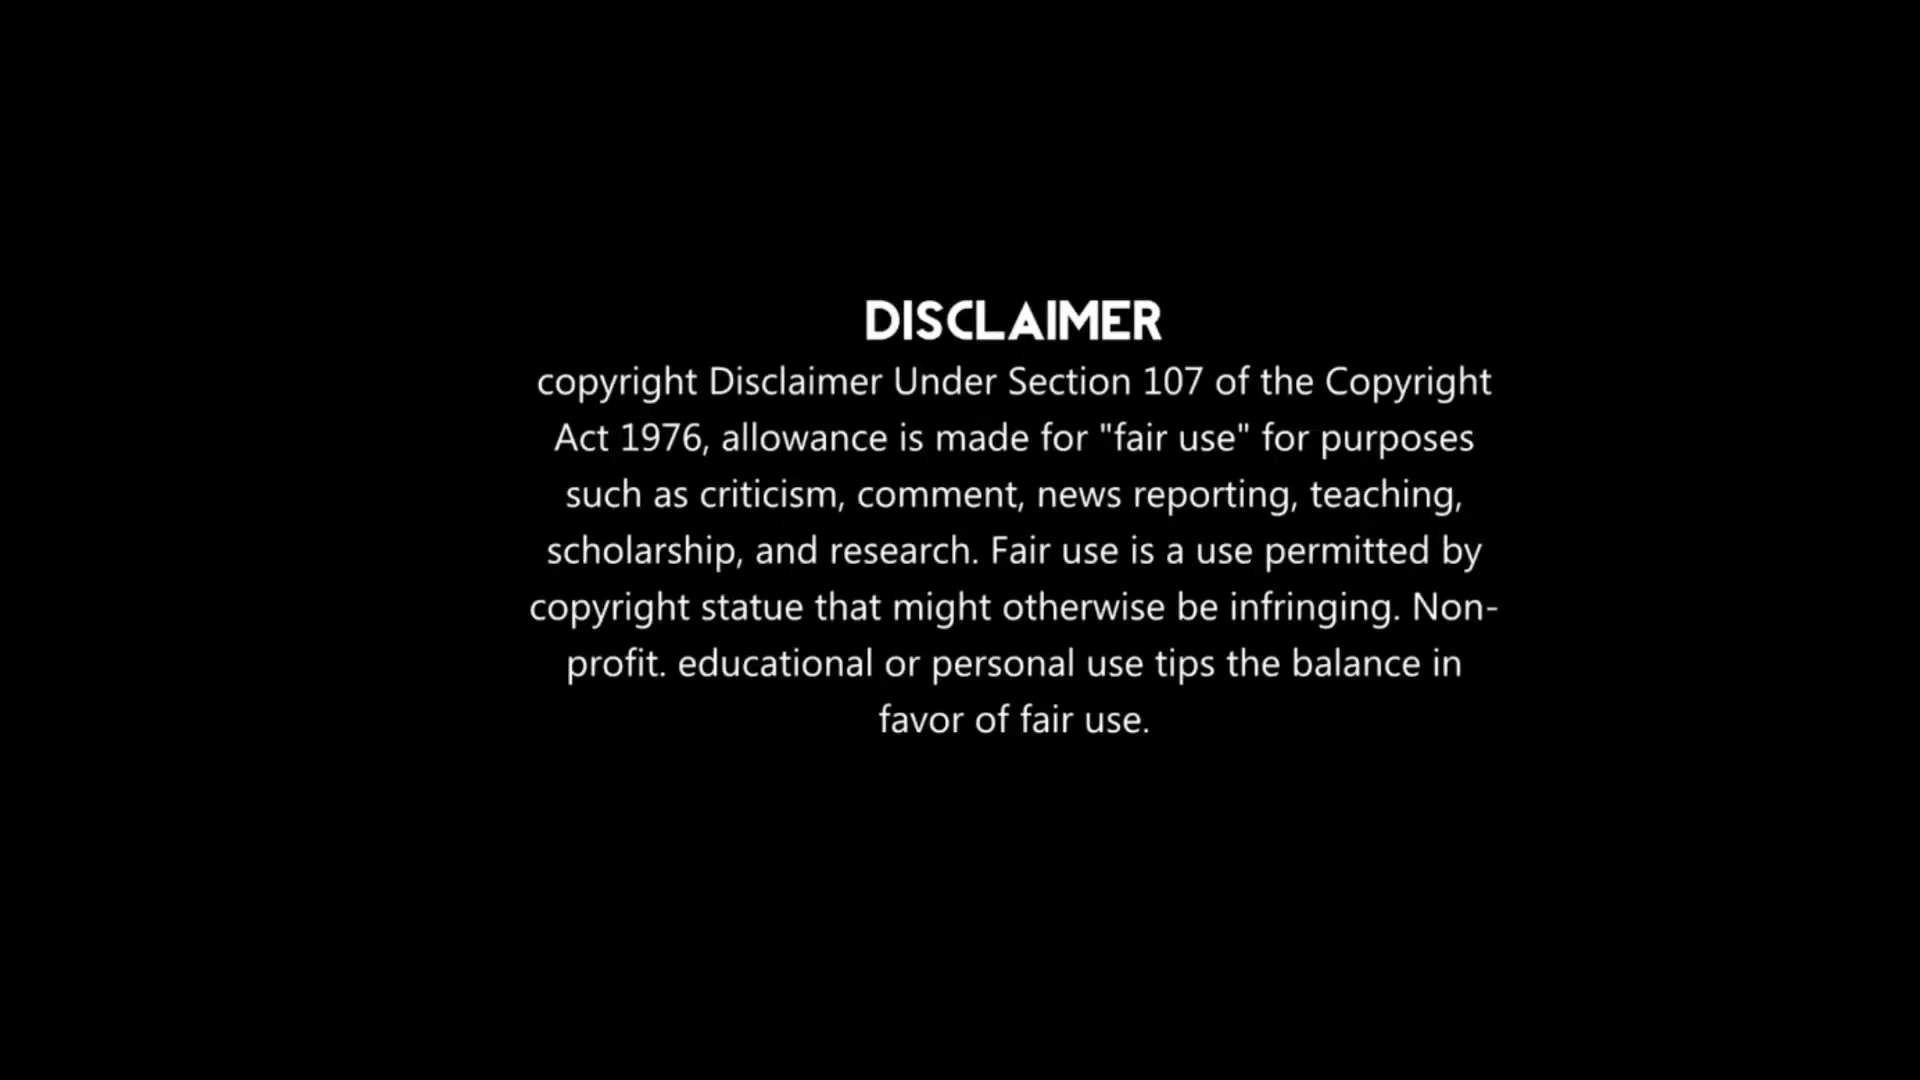 DISCLAIMER
copyright Disclaimer Under Section 107 of the Copyright
Act 1976, allowance is made for "fair use" for purposes
such as criticism, comment, news reporting, teaching,
scholarship, and research. Fair use is a use permitted by
copyright statue that might otherwise be infringing. Non-
profit. educational or personal use tips the balance in
favor of fair use.